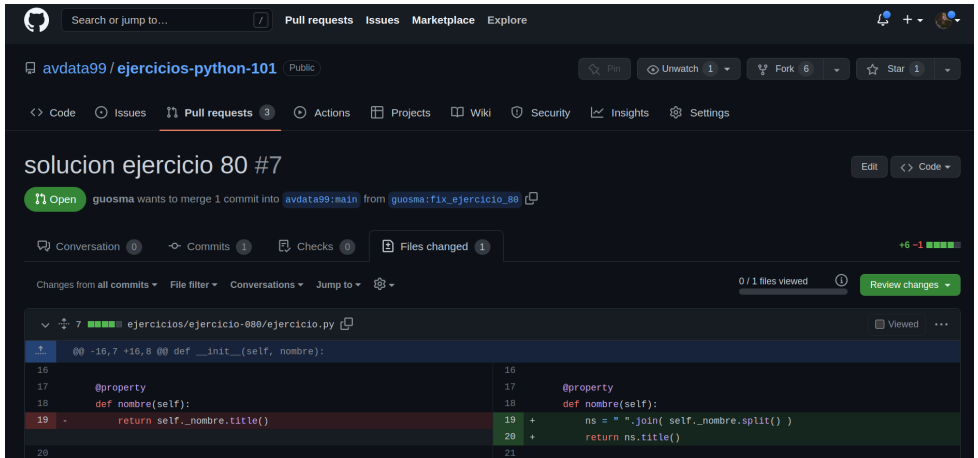 Search or jump to… / Pull requests Issues Marketplace Explore
avdata99 / ejercicios-python-101 Public Pin Unwatch 1 Fork 6 Star 1
Code Issues Pull requests 3 Actions Projects Wiki Security Insights Settings
solucion ejercicio 80 #7 Edit <> Code
Open guosma wants to merge 1 commit into avdata99:main from guosma:fix_ejercicio_80
Conversation 0 Commits 1 Checks 0 Files changed 1 +6 −1
Changes from all commits File filter Conversations Jump to 0 / 1 files viewed Review changes
7 ejercicios/ejercicio-080/ejercicio.py Viewed ...
@@ -16,7 +16,8 @@ def __init__(self, nombre):
16 16
17 @property 17 @property
18 def nombre(self): 18 def nombre(self):
19 - return self._nombre.title() 19 + ns = " ".join( self._nombre.split() )
20 + return ns.title()
20 21